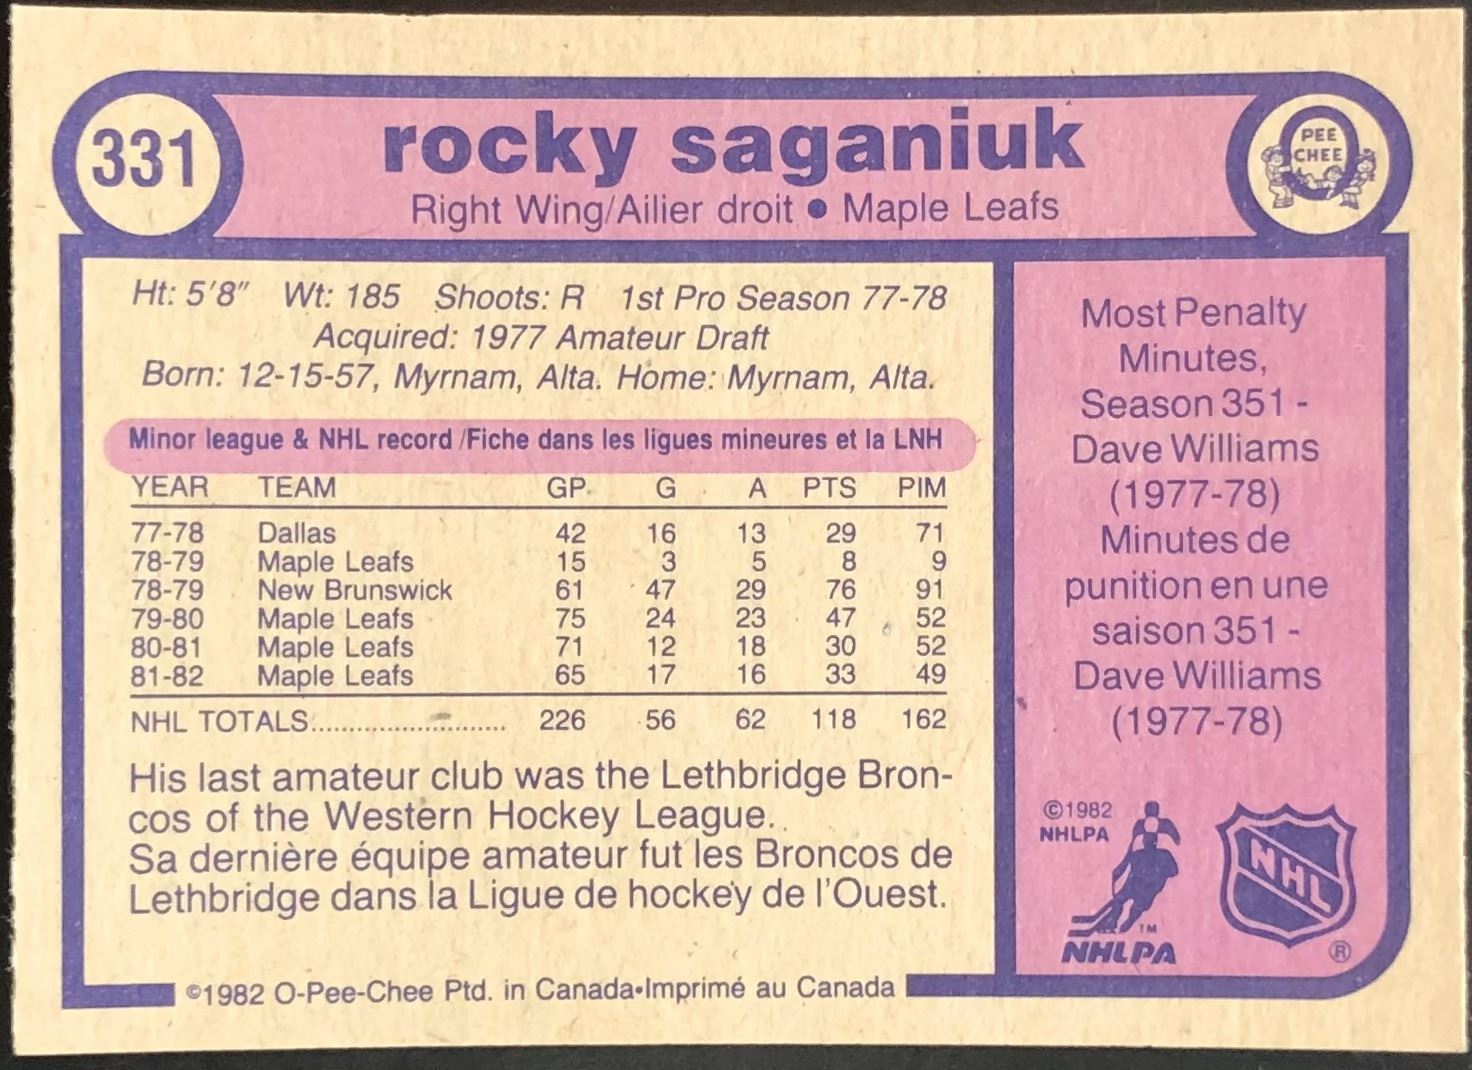 331
rocky saganiuk
Right Wing/Ailier droit • Maple Leafs
PEE
CHEE
Ht: 5'8" Wt: 185 Shoots: R 1st Pro Season 77-78
Acquired: 1977 Amateur Draft
Born: 12-15-57, Myrnam, Alta. Home: Myrnam, Alta.
Minor league & NHL record /Fiche dans les ligues mineures et la LNH
YEAR TEAM GP. G A PTS PIM
77-78 Dallas 42 16 13 29 71
78-79 Maple Leafs 15 3 5 8 9
78-79 New Brunswick 61 47 29 76 91
79-80 Maple Leafs 75 24 23 47 52
80-81 Maple Leafs 71 12 18 30 52
81-82 Maple Leafs 65 17 16 33 49
NHL TOTALS............................ 226 56 62 118 162
His last amateur club was the Lethbridge Bron-
cos of the Western Hockey League.
Sa dernière équipe amateur fut les Broncos de
Lethbridge dans la Ligue de hockey de l'Ouest.
©1982 O-Pee-Chee Ptd. in Canada•Imprimé au Canada
Most Penalty
Minutes,
Season 351 -
Dave Williams
(1977-78)
Minutes de
punition en une
saison 351 -
Dave Williams
(1977-78)
©1982
NHLPA
TM
NHLPA
NHL
®